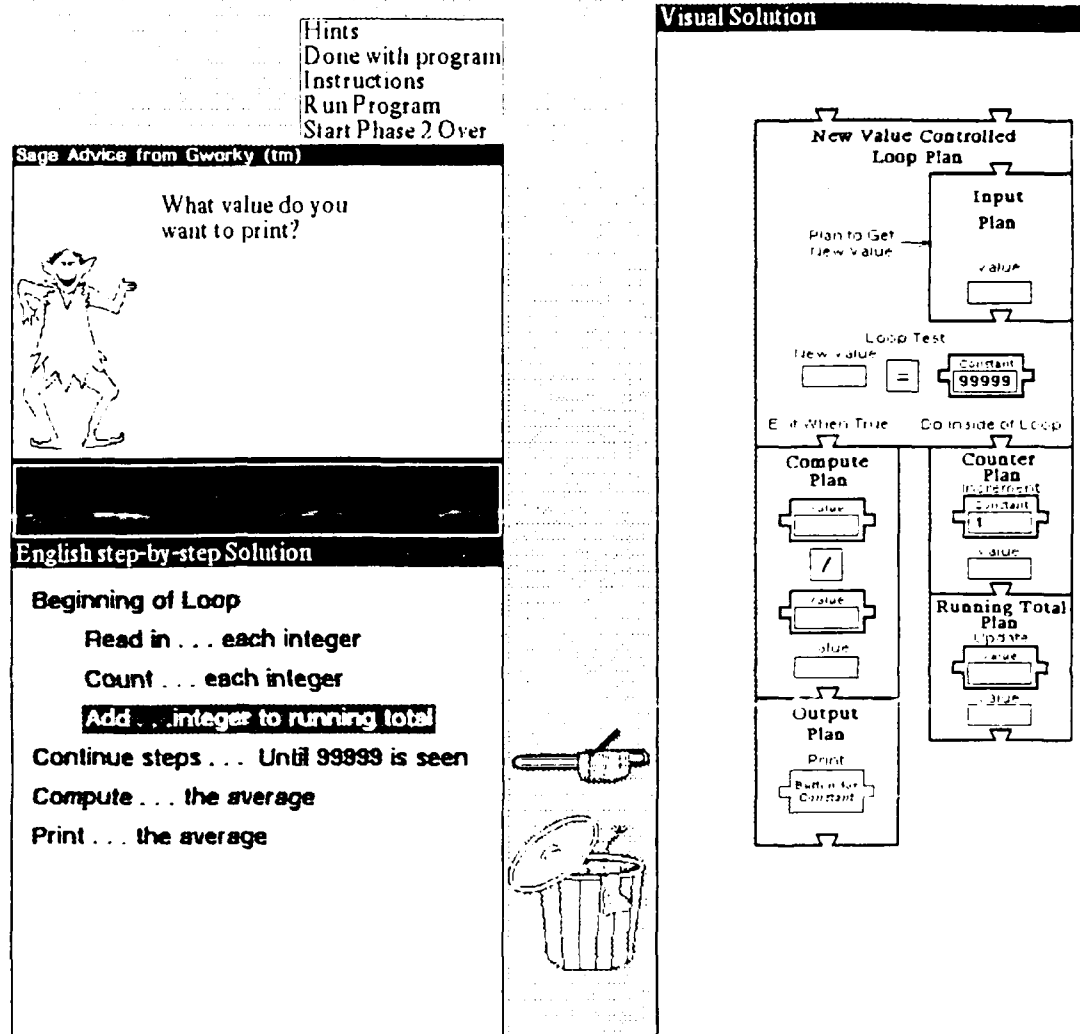 Hints
Done with program
Instructions
Run Program
Start Phase 2 Over
Sage Advice from Gworky (tm)
What value do you
want to print?
English step-by-step Solution
Beginning of Loop
Read in . . . each integer
Count . . . each integer
Add . . .integer to running total
Continue steps . . . Until 99999 is seen
Compute . . . the average
Print . . . the average
Visual Solution
New Value Controlled
Loop Plan
Input
Plan
Plan to Get
New Value
value
Loop Test
New value
=
Constant
99999
Exit When True
Do Inside of Loop
Compute
Plan
value
/
value
value
Output
Plan
Print
Button for
Constant
Counter
Plan
Increment
Constant
1
value
Running Total
Plan
Update
value
value